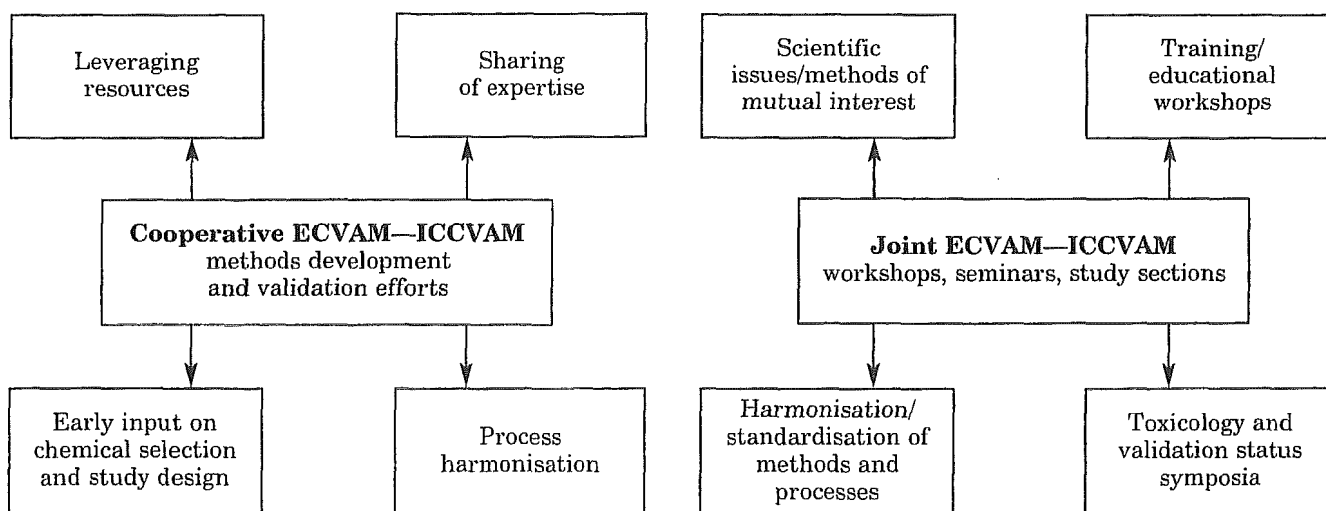 Leveraging
resources
Sharing
of expertise
Scientific
issues/methods of
mutual interest
Training/
educational
workshops
Cooperative ECVAM—ICCVAM
methods development
and validation efforts
Joint ECVAM—ICCVAM
workshops, seminars, study sections
Early input on
chemical selection
and study design
Process
harmonisation
Harmonisation/
standardisation of
methods and
processes
Toxicology and
validation status
symposia